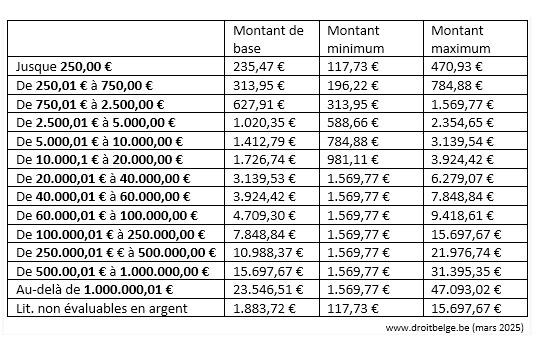 Montant de base Montant minimum Montant maximum
Jusque 250,00 € 235,47 € 117,73 € 470,93 €
De 250,01 € à 750,00 € 313,95 € 196,22 € 784,88 €
De 750,01 € à 2.500,00 € 627,91 € 313,95 € 1.569,77 €
De 2.501,01 € à 5.000,00 € 1.020,35 € 588,66 € 2.354,65 €
De 5.000,01 € à 10.000,00 € 1.412,79 € 784,88 € 3.139,54 €
De 10.000,1 € à 20.000,00 € 1.726,74 € 981,11 € 3.924,42 €
De 20.000,01 € à 40.000,00 € 3.139,53 € 1.569,77 € 6.279,07 €
De 40.000,01 € à 60.000,00 € 3.924,42 € 1.569,77 € 7.848,84 €
De 60.000,01 € à 100.000,00 € 4.709,30 € 1.569,77 € 9.418,61 €
De 100.000,01 € à 250.000,00 € 7.848,84 € 1.569,77 € 15.697,67 €
De 250.000,01 € € à 500.000,00 € 10.988,37 € 1.569,77 € 21.976,74 €
De 500.00,01 € à 1.000.000,00 € 15.697,67 € 1.569,77 € 31.395,35 €
Au-delà de 1.000.000,01 € 23.546,51 € 1.569,77 € 47.093,02 €
Lit. non évaluables en argent 1.883,72 € 117,73 € 15.697,67 €
www.droitbelge.be (mars 2025)